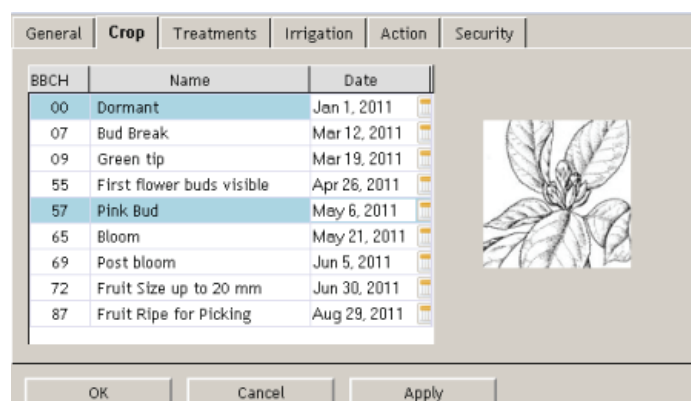 General Crop Treatments Irrigation Action Security
BBCH Name Date
00 Dormant Jan 1, 2011
07 Bud Break Mar 12, 2011
09 Green tip Mar 19, 2011
55 First flower buds visible Apr 26, 2011
57 Pink Bud May 6, 2011
65 Bloom May 21, 2011
69 Post bloom Jun 5, 2011
72 Fruit Size up to 20 mm Jun 30, 2011
87 Fruit Ripe for Picking Aug 29, 2011
OK Cancel Apply